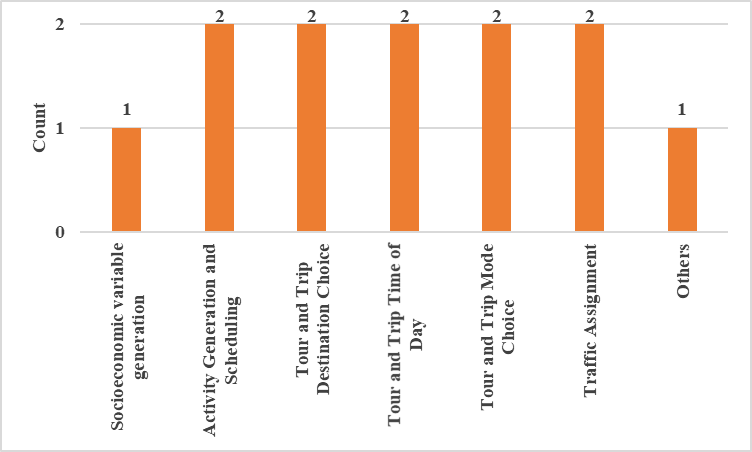 2
2
2
2
2
2
1
1
1
0
Count
Socioeconomic variable
generation
Activity Generation and
Scheduling
Tour and Trip
Destination Choice
Tour and Trip Time of
Day
Tour and Trip Mode
Choice
Traffic Assignment
Others